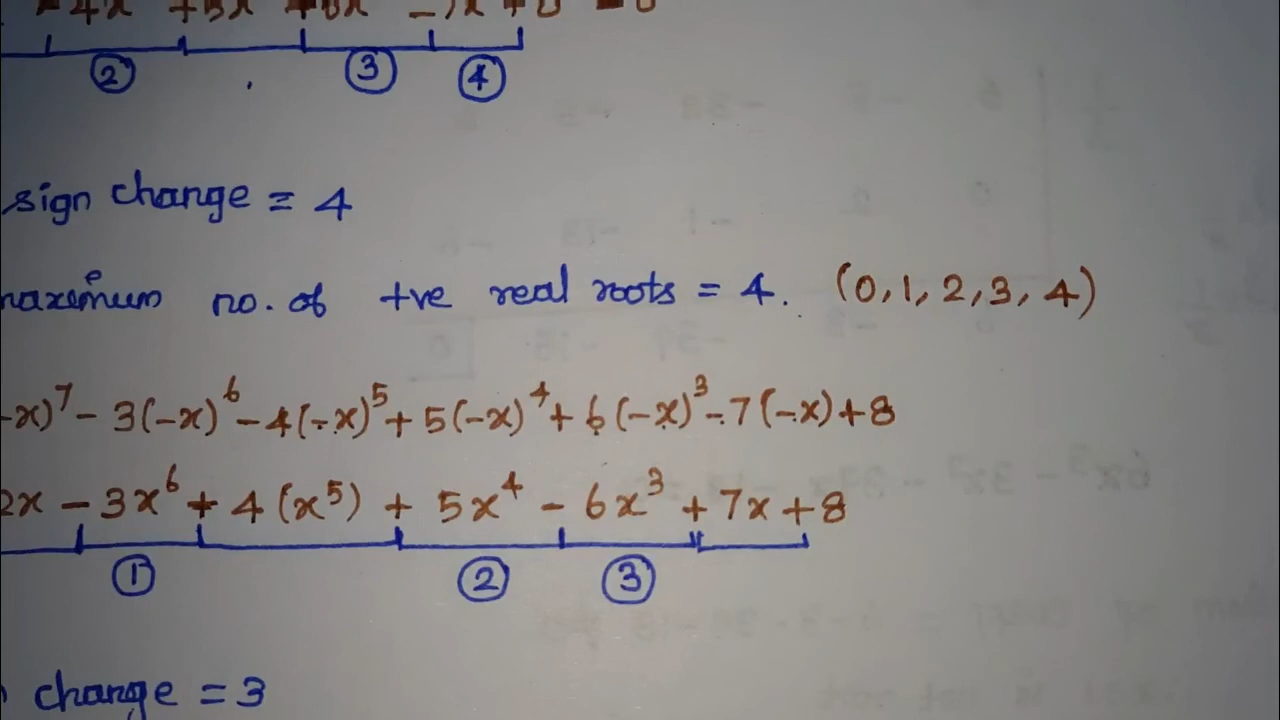 ② ③ ④
sign change = 4
maximum no. of +ve real roots = 4. (0, 1, 2, 3, 4)
-x)⁷ - 3(-x)⁶ - 4(-x)⁵ + 5(-x)⁴ + 6(-x)³ - 7(-x) + 8
2x - 3x⁶ + 4(x⁵) + 5x⁴ - 6x³ + 7x + 8
① ② ③
change = 3